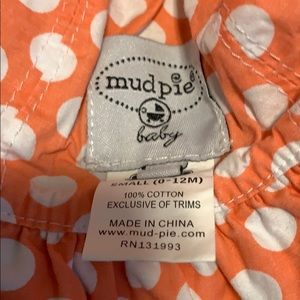 mudpie®
baby
SMALL (0-12M)
100% COTTON
EXCLUSIVE OF TRIMS
MADE IN CHINA
www.mud-pie.com
RN131993